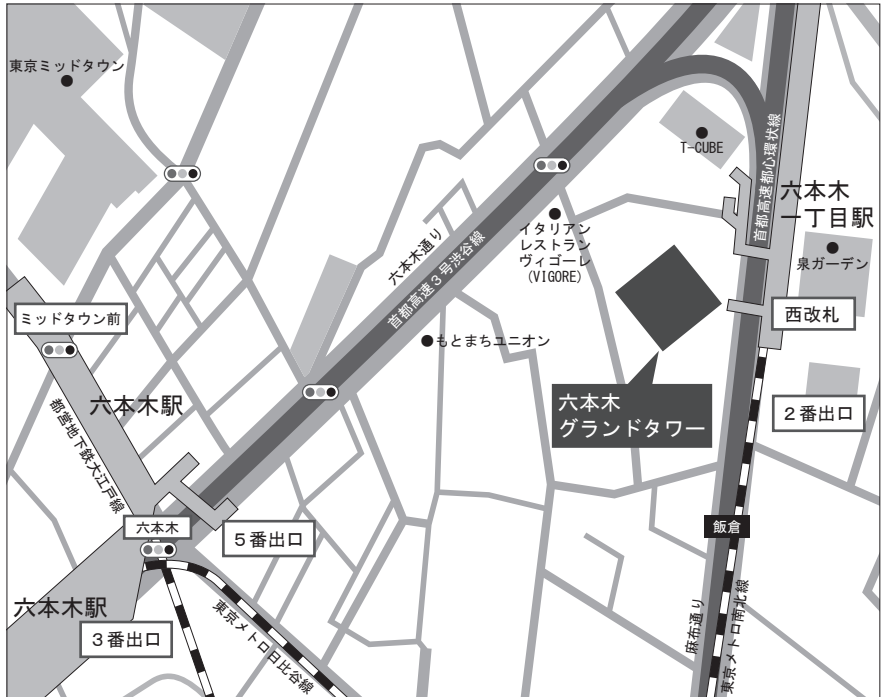 東京ミッドタウン
T-CUBE
首都高速都心環状線
六本木
一丁目駅
イタリアン
レストラン
ヴィゴーレ
(VIGORE)
六本木通り
首都高速3号渋谷線
泉ガーデン
ミッドタウン前
西改札
もとまちユニオン
六本木駅
六本木
グランドタワー
2番出口
都営地下鉄大江戸線
六本木
5番出口
飯倉
六本木駅
3番出口
東京メトロ日比谷線
麻布通り
東京メトロ南北線